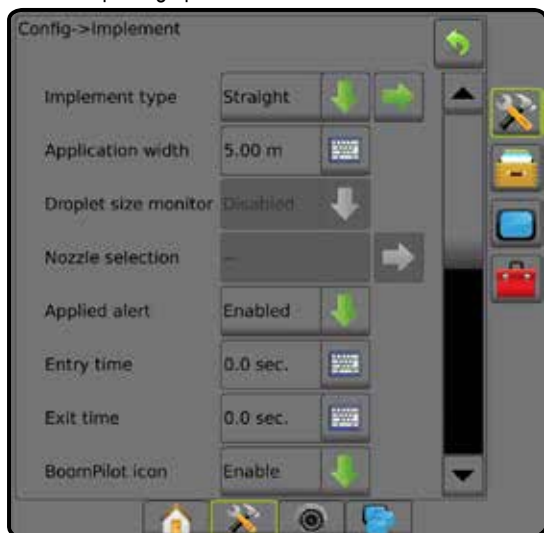 Config->Implement
Implement type Straight
Application width 5.00 m
Droplet size monitor Disabled
Nozzle selection --
Applied alert Enabled
Entry time 0.0 sec.
Exit time 0.0 sec.
BoomPilot icon Enable